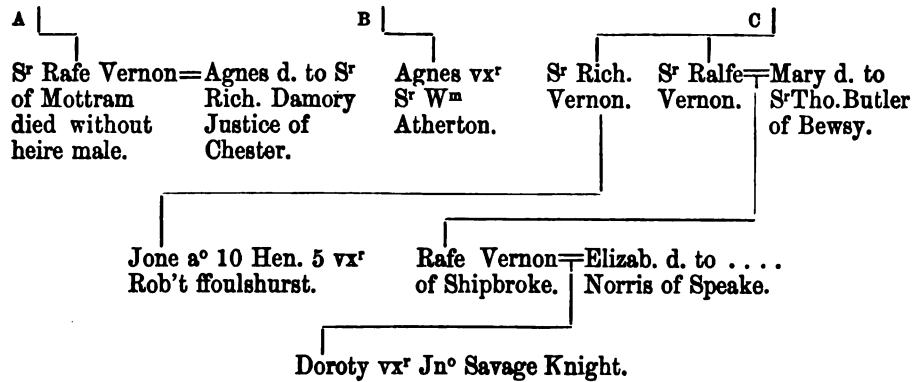 A
B
C
Sʳ Rafe Vernon=Agnes d. to Sʳ
of Mottram Rich. Damory
died without Justice of
heire male. Chester.
Agnes vxʳ
Sʳ Wᵐ
Atherton.
Sʳ Rich.
Vernon.
Sʳ Ralfe=Mary d. to
Vernon. SʳTho.Butler
of Bewsy.
Jone aᵒ 10 Hen. 5 vxʳ
Rob't ffoulshurst.
Rafe Vernon=Elizab. d. to . . . .
of Shipbroke. Norris of Speake.
Doroty vxʳ Jnᵒ Savage Knight.